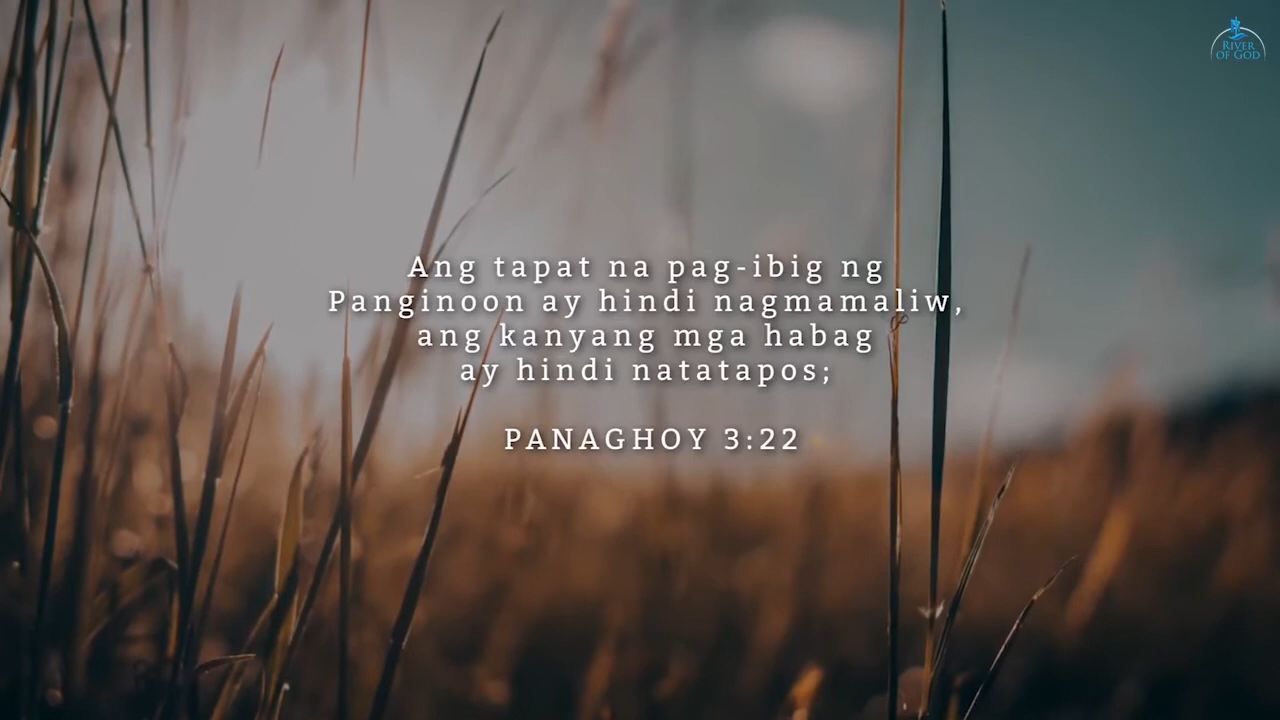 RIVER
OF GOD
Ang tapat na pag-ibig ng
Panginoon ay hindi nagmamaliw,
ang kanyang mga habag
ay hindi natatapos;
PANAGHOY 3:22